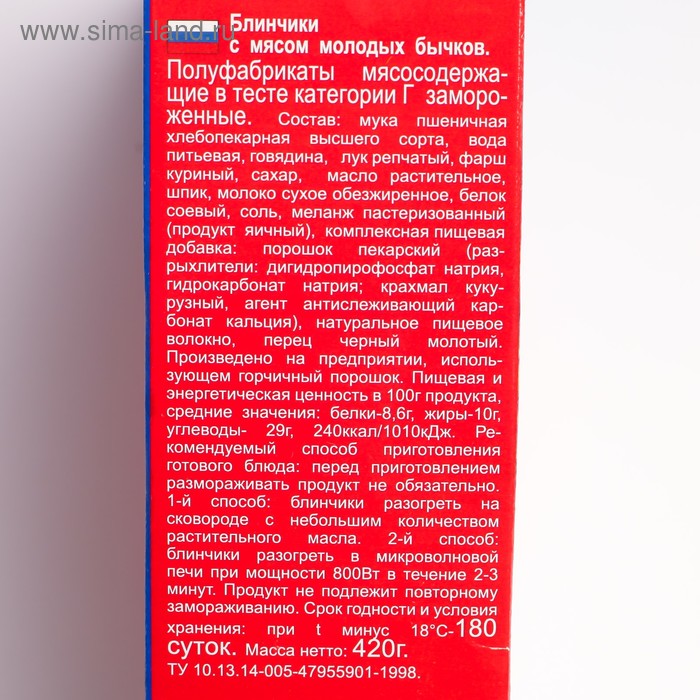 www.sima-land.ru
Блинчики
с мясом молодых бычков.
Полуфабрикаты мясосодержа-
щие в тесте категории Г заморо-
женные. Состав: мука пшеничная
хлебопекарная высшего сорта, вода
питьевая, говядина, лук репчатый, фарш
куриный, сахар, масло растительное,
шпик, молоко сухое обезжиренное, белок
соевый, соль, меланж пастеризованный
(продукт яичный), комплексная пищевая
добавка: порошок пекарский (раз-
рыхлители: дигидропирофосфат натрия,
гидрокарбонат натрия; крахмал куку-
рузный, агент антислеживающий кар-
бонат кальция), натуральное пищевое
волокно, перец черный молотый.
Произведено на предприятии, исполь-
зующем горчичный порошок. Пищевая и
энергетическая ценность в 100г продукта,
средние значения: белки-8,6г, жиры-10г,
углеводы- 29г, 240ккал/1010кДж. Ре-
комендуемый способ приготовления
готового блюда: перед приготовлением
размораживать продукт не обязательно.
1-й способ: блинчики разогреть на
сковороде с небольшим количеством
растительного масла. 2-й способ:
блинчики разогреть в микроволновой
печи при мощности 800Вт в течение 2-3
минут. Продукт не подлежит повторному
замораживанию. Срок годности и условия
хранения: при t минус 18°С-180
суток. Масса нетто: 420г.
ТУ 10.13.14-005-47955901-1998.